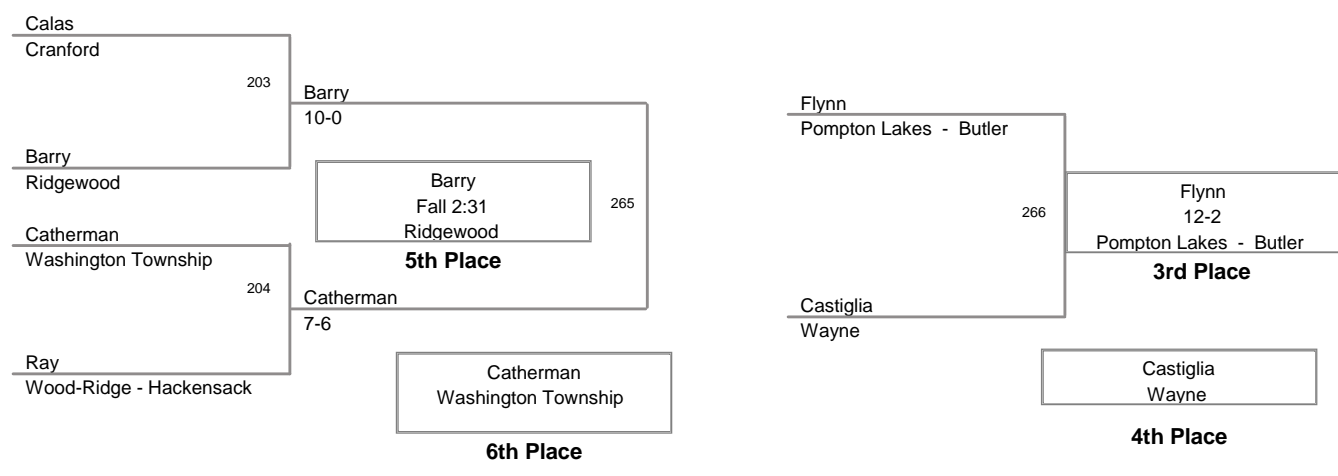 Calas
Cranford
203
Barry
10-0
Barry
Ridgewood
Barry
Fall 2:31
Ridgewood
5th Place
265
Catherman
Washington Township
204
Catherman
7-6
Ray
Wood-Ridge - Hackensack
Catherman
Washington Township
6th Place
Flynn
Pompton Lakes - Butler
266
Flynn
12-2
Pompton Lakes - Butler
3rd Place
Castiglia
Wayne
Castiglia
Wayne
4th Place